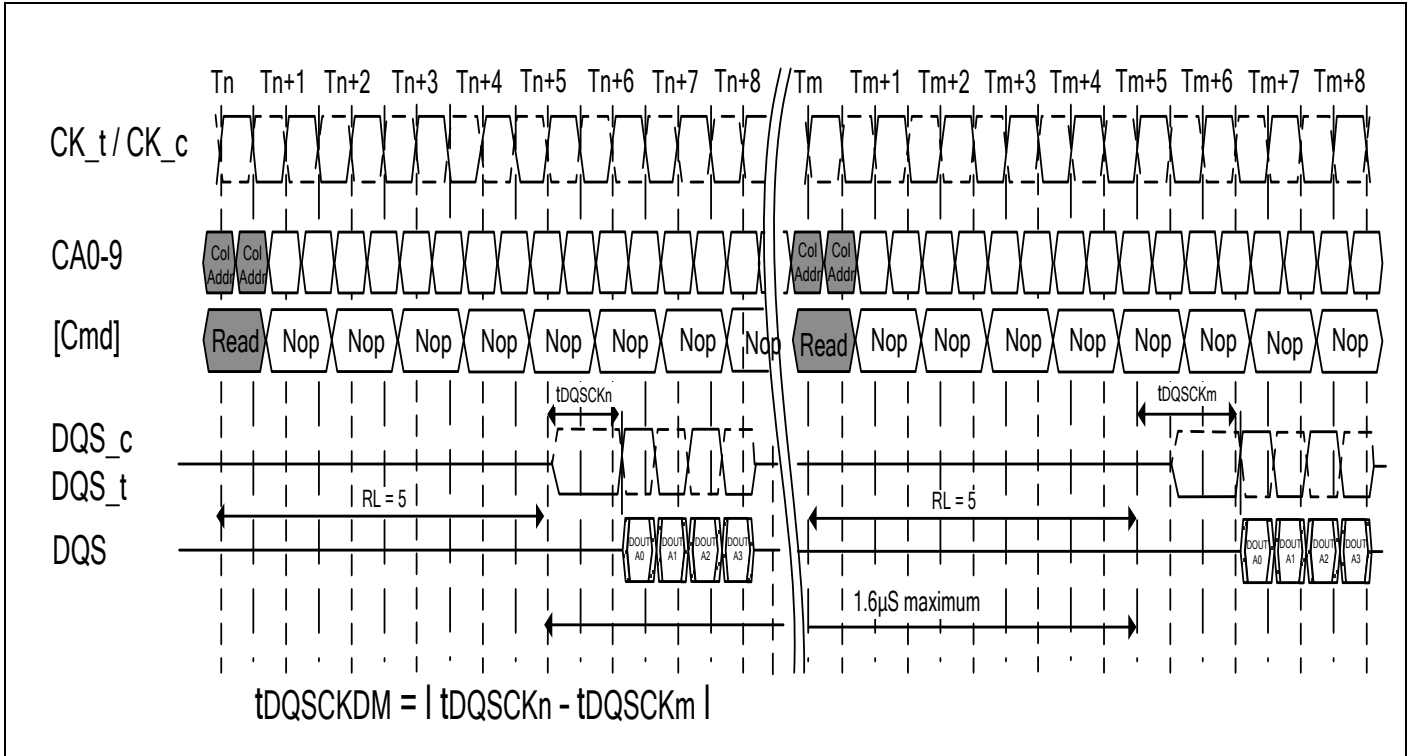 Tn Tn+1 Tn+2 Tn+3 Tn+4 Tn+5 Tn+6 Tn+7 Tn+8 Tm Tm+1 Tm+2 Tm+3 Tm+4 Tm+5 Tm+6 Tm+7 Tm+8
CK_t / CK_c
CA0-9
Col Addr Col Addr Col Addr Col Addr
[Cmd]
Read Nop Nop Nop Nop Nop Nop Nop Nop Read Nop Nop Nop Nop Nop Nop Nop Nop
tDQSCKn tDQSCKm
DQS_c
DQS_t
RL = 5 RL = 5
DQS
DOUT A0 DOUT A1 DOUT A2 DOUT A3 DOUT A0 DOUT A1 DOUT A2 DOUT A3
1.6µS maximum
tDQSCKDM = | tDQSCKn - tDQSCKm |